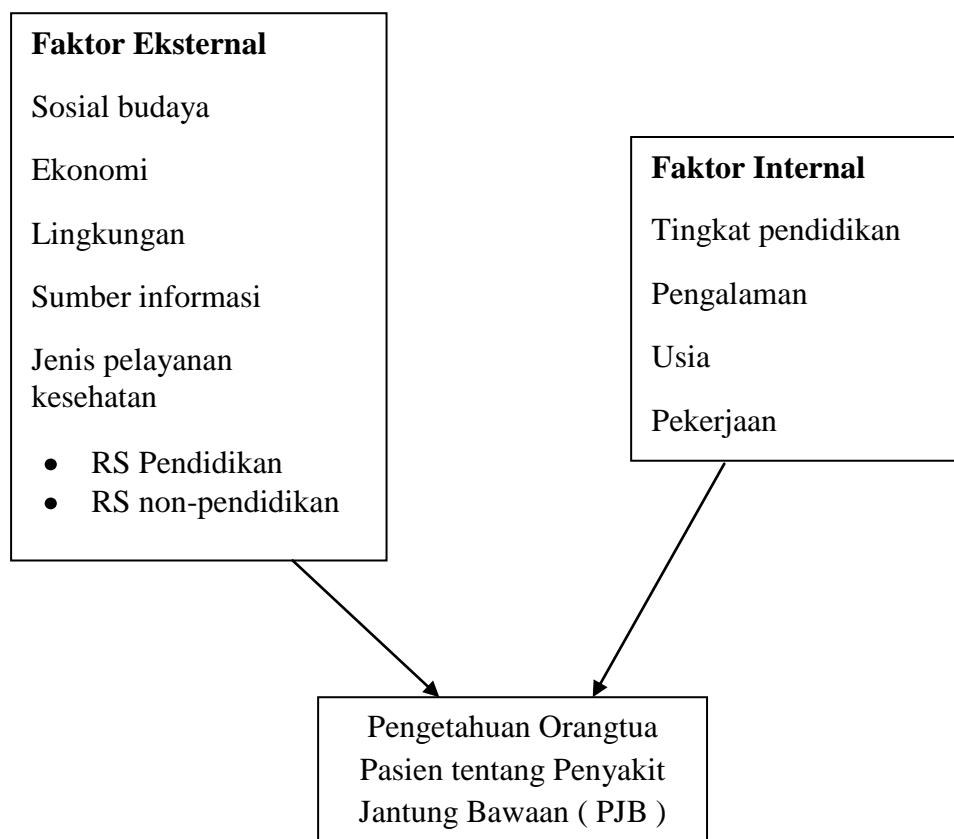 Faktor Eksternal
Sosial budaya
Ekonomi
Lingkungan
Sumber informasi
Jenis pelayanan
kesehatan
• RS Pendidikan
• RS non-pendidikan
Faktor Internal
Tingkat pendidikan
Pengalaman
Usia
Pekerjaan
Pengetahuan Orangtua
Pasien tentang Penyakit
Jantung Bawaan ( PJB )